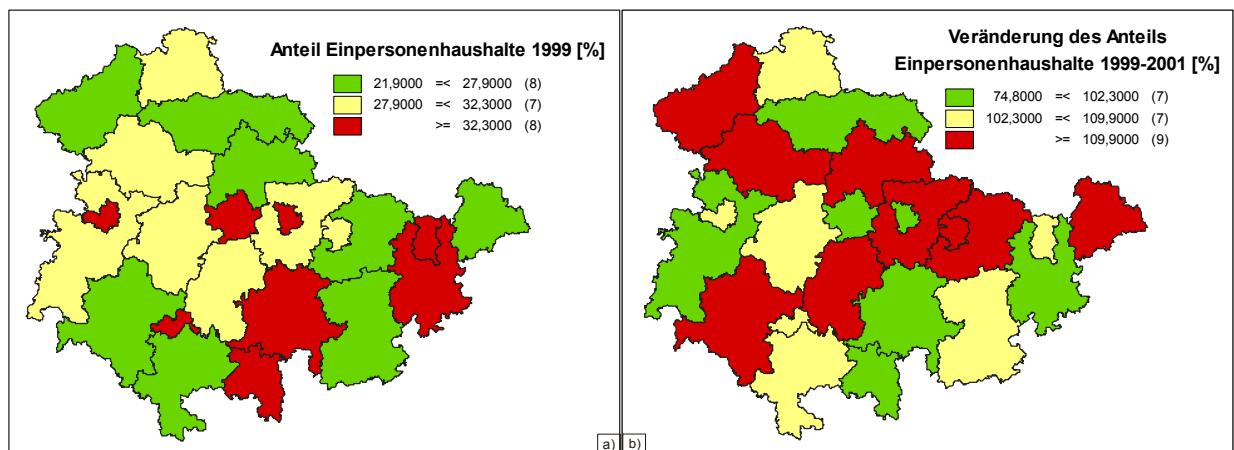 Anteil Einpersonenhaushalte 1999 [%]
21,9000 =< 27,9000 (8)
27,9000 =< 32,3000 (7)
>= 32,3000 (8)
a)
Veränderung des Anteils
Einpersonenhaushalte 1999-2001 [%]
74,8000 =< 102,3000 (7)
102,3000 =< 109,9000 (7)
>= 109,9000 (9)
b)